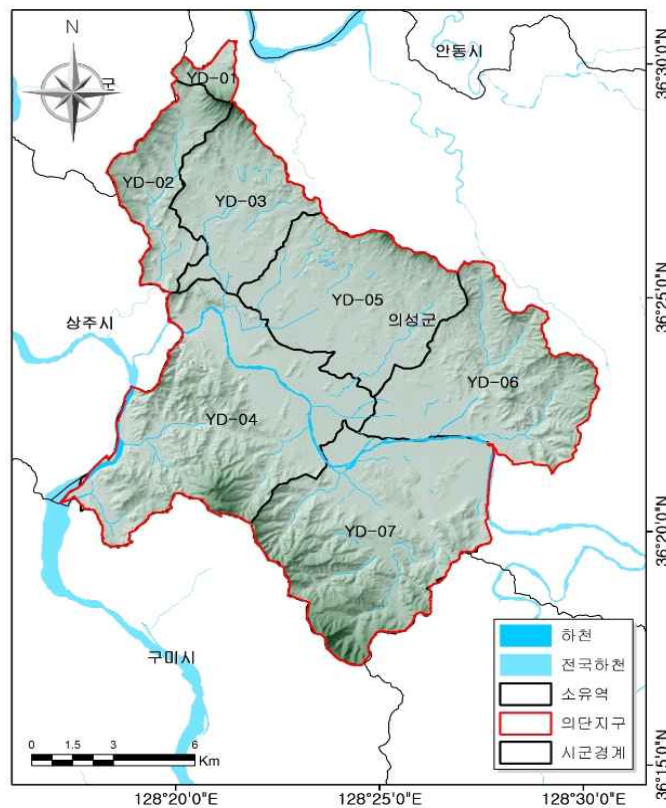 N
군
안동시
YD-01
YD-02
YD-03
YD-05
의성군
상주시
YD-06
YD-04
YD-07
구미시
36°30'0"N
36°25'0"N
36°20'0"N
36°15'0"N
하천
전국하천
소유역
의단지구
시군경계
0 1.5 3 6
Km
128°20'0"E 128°25'0"E 128°30'0"E